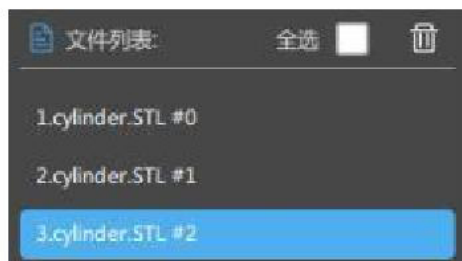 文件列表: 全选
1.cylinder.STL #0
2.cylinder.STL #1
3.cylinder.STL #2